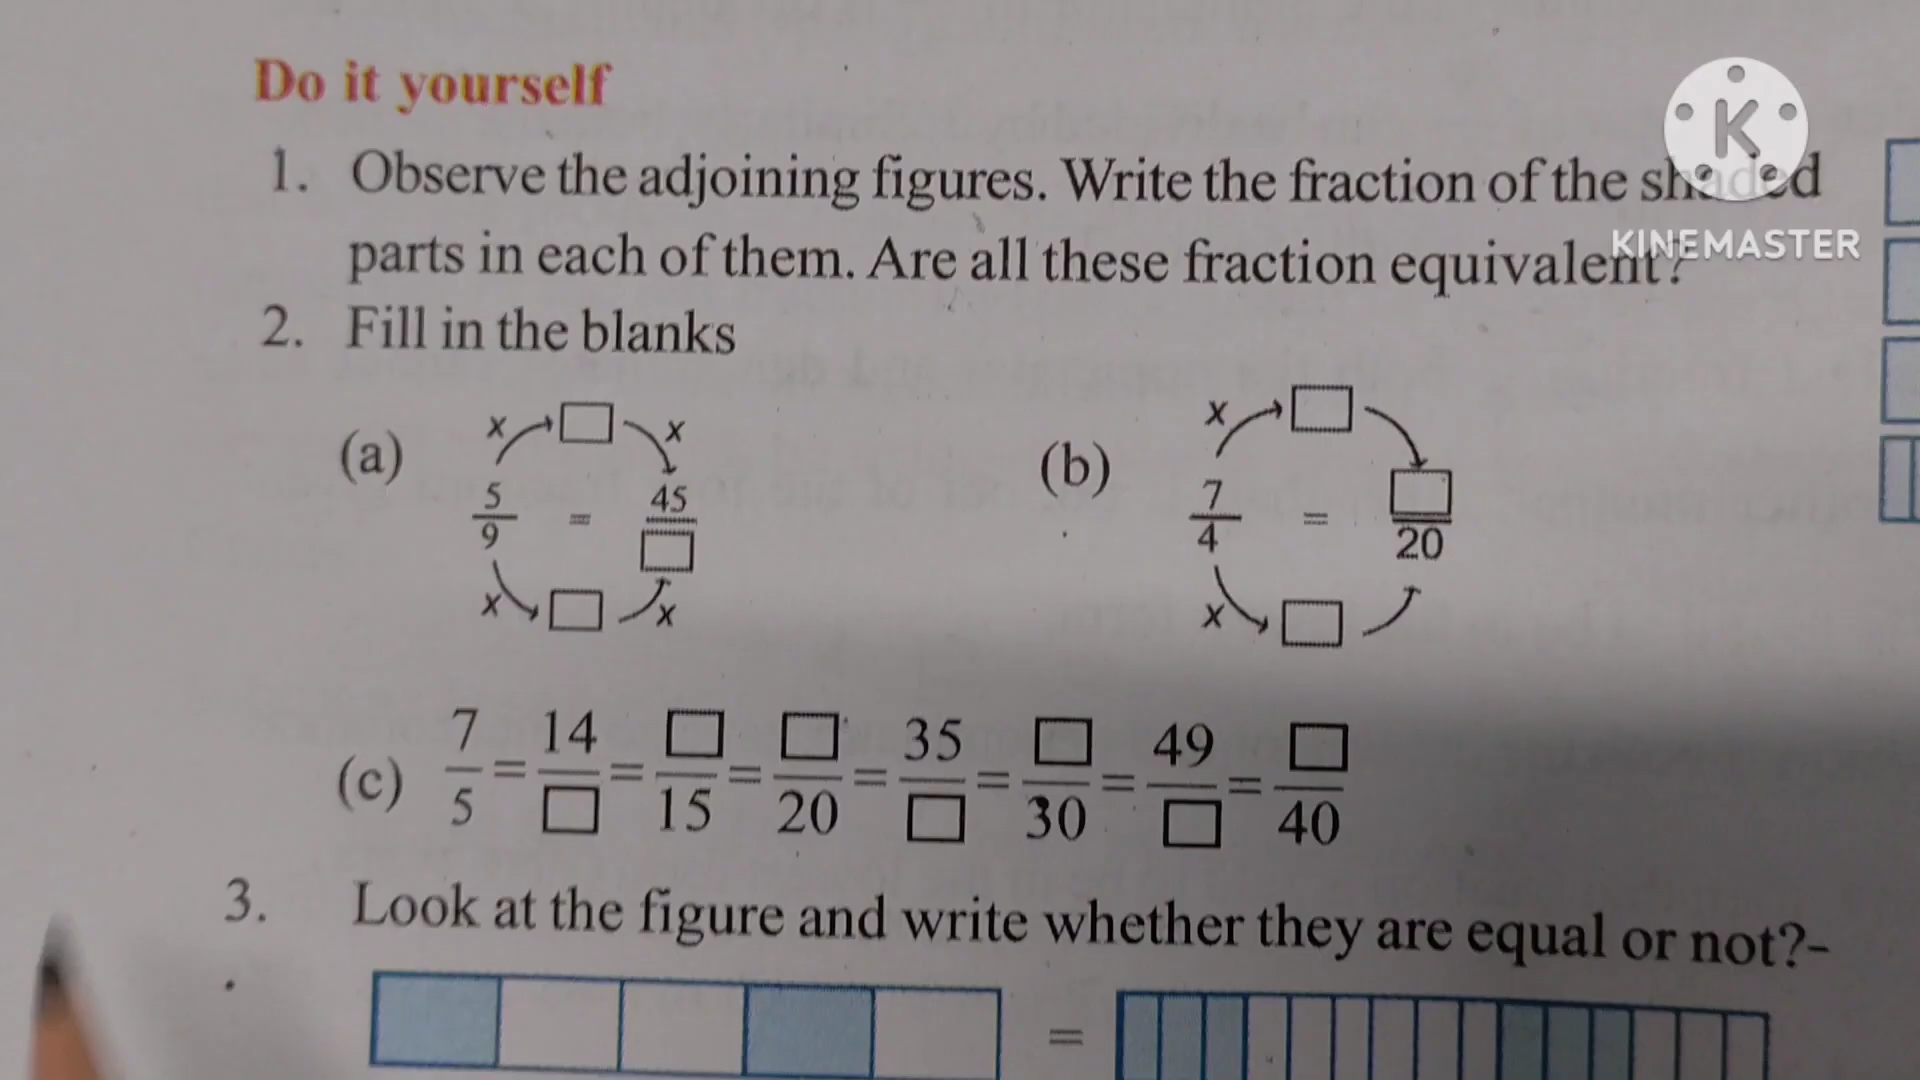 Do it yourself
1. Observe the adjoining figures. Write the fraction of the shaded
parts in each of them. Are all these fraction equivalent?
K
KINEMASTER
2. Fill in the blanks
(a) x □ x
5/9 = 45/□
x □ x
(b) x □
7/4 = □/20
x □
(c) 7/5 = 14/□ = □/15 = □/20 = 35/□ = □/30 = 49/□ = □/40
3. Look at the figure and write whether they are equal or not?-
=